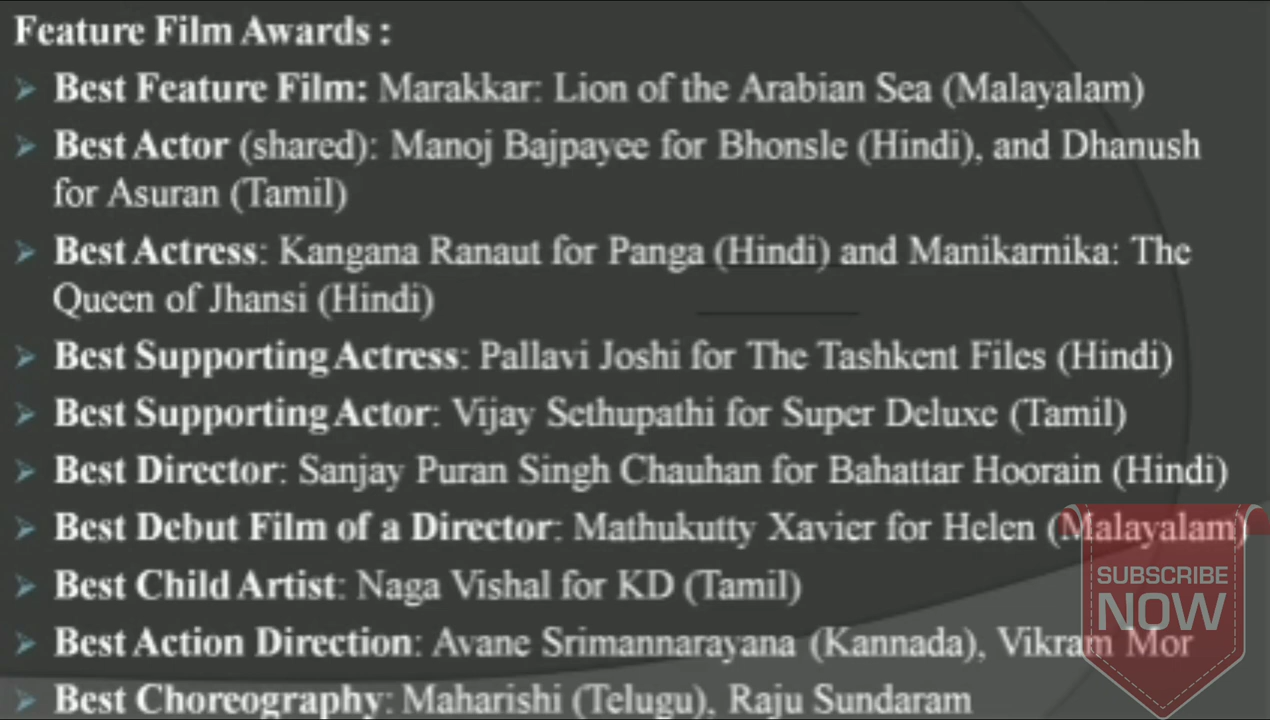 Feature Film Awards :
➢ Best Feature Film: Marakkar: Lion of the Arabian Sea (Malayalam)
➢ Best Actor (shared): Manoj Bajpayee for Bhonsle (Hindi), and Dhanush
for Asuran (Tamil)
➢ Best Actress: Kangana Ranaut for Panga (Hindi) and Manikarnika: The
Queen of Jhansi (Hindi)
➢ Best Supporting Actress: Pallavi Joshi for The Tashkent Files (Hindi)
➢ Best Supporting Actor: Vijay Sethupathi for Super Deluxe (Tamil)
➢ Best Director: Sanjay Puran Singh Chauhan for Bahattar Hoorain (Hindi)
➢ Best Debut Film of a Director: Mathukutty Xavier for Helen (Malayalam)
➢ Best Child Artist: Naga Vishal for KD (Tamil)
➢ Best Action Direction: Avane Srimannarayana (Kannada), Vikram Mor
➢ Best Choreography: Maharishi (Telugu), Raju Sundaram
SUBSCRIBE
NOW